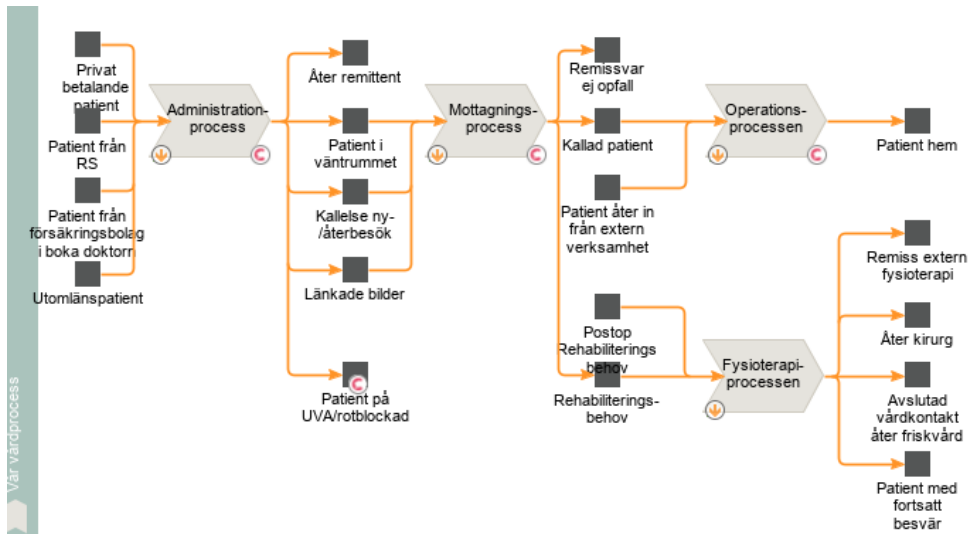 Privat
betalande
patient
Patient från
RS
Patient från
försäkringsbolag
i boka doktorn
Utomlänspatient
Administration-
process
Åter remittent
Patient i
väntrummet
Kallelse ny-
/återbesök
Länkade bilder
Patient på
UVA/rotblockad
Mottagnings-
process
Remissvar
ej opfall
Kallad patient
Patient åter in
från extern
verksamhet
Postop
Rehabiliterings
behov
Rehabiliterings-
behov
Operations-
processen
Patient hem
Fysioterapi-
processen
Remiss extern
fysioterapi
Åter kirurg
Avslutad
vårdkontakt
åter friskvård
Patient med
fortsatt
besvär
Vår vårdprocess
C
C
C
C